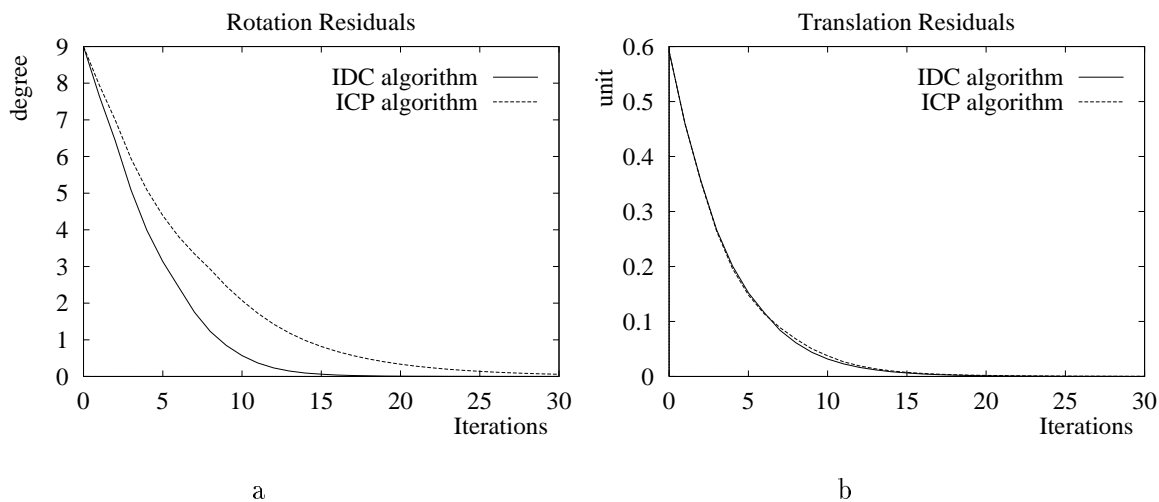 Rotation Residuals
degree
9
8
7
6
5
4
3
2
1
0
IDC algorithm
ICP algorithm
0 5 10 15 20 25 30
Iterations
a
Translation Residuals
unit
0.6
0.5
0.4
0.3
0.2
0.1
0
IDC algorithm
ICP algorithm
0 5 10 15 20 25 30
Iterations
b